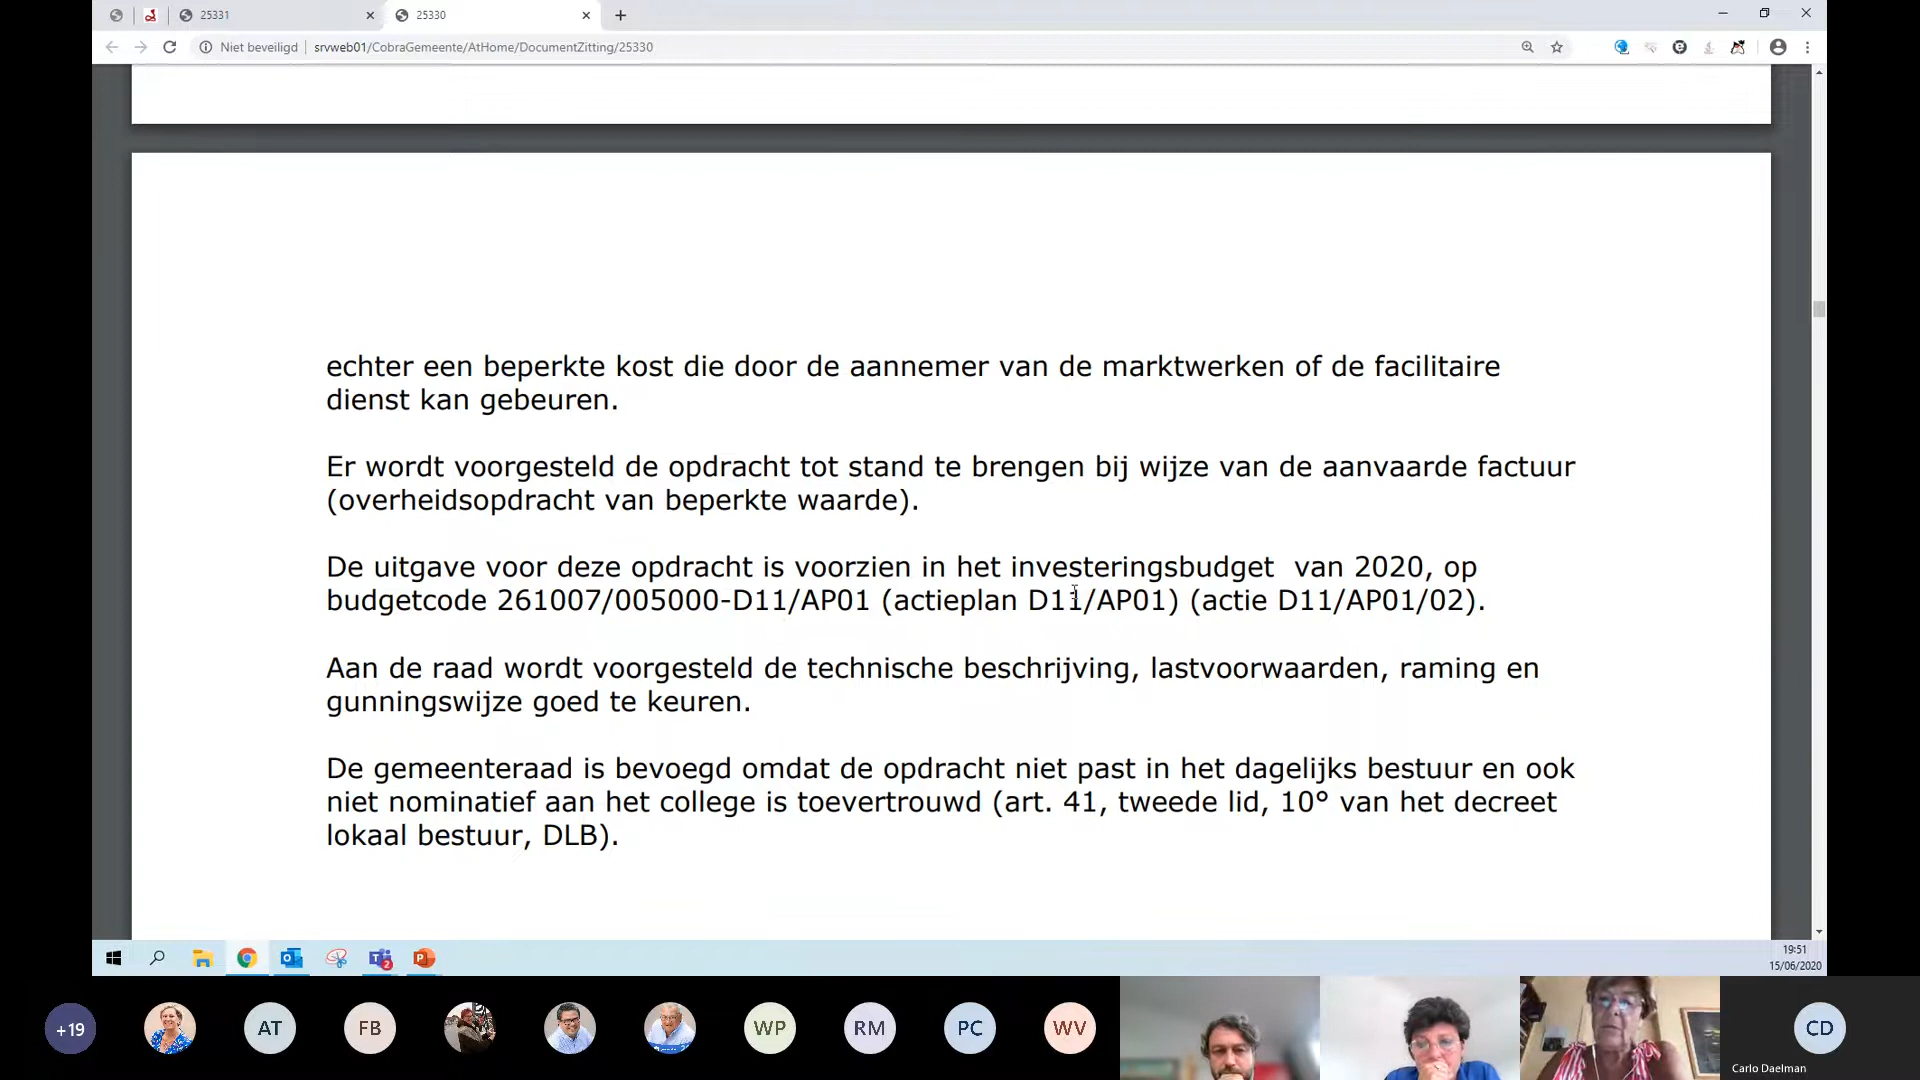 25331
25330
Niet beveiligd
srvweb01/CobraGemeente/AtHome/DocumentZitting/25330
echter een beperkte kost die door de aannemer van de marktwerken of de facilitaire
dienst kan gebeuren.
Er wordt voorgesteld de opdracht tot stand te brengen bij wijze van de aanvaarde factuur
(overheidsopdracht van beperkte waarde).
De uitgave voor deze opdracht is voorzien in het investeringsbudget  van 2020, op
budgetcode 261007/005000-D11/AP01 (actieplan D11/AP01) (actie D11/AP01/02).
Aan de raad wordt voorgesteld de technische beschrijving, lastvoorwaarden, raming en
gunningswijze goed te keuren.
De gemeenteraad is bevoegd omdat de opdracht niet past in het dagelijks bestuur en ook
niet nominatief aan het college is toevertrouwd (art. 41, tweede lid, 10° van het decreet
lokaal bestuur, DLB).
19:51
15/06/2020
+19
AT
FB
WP
RM
PC
WV
CD
Carlo Daelman